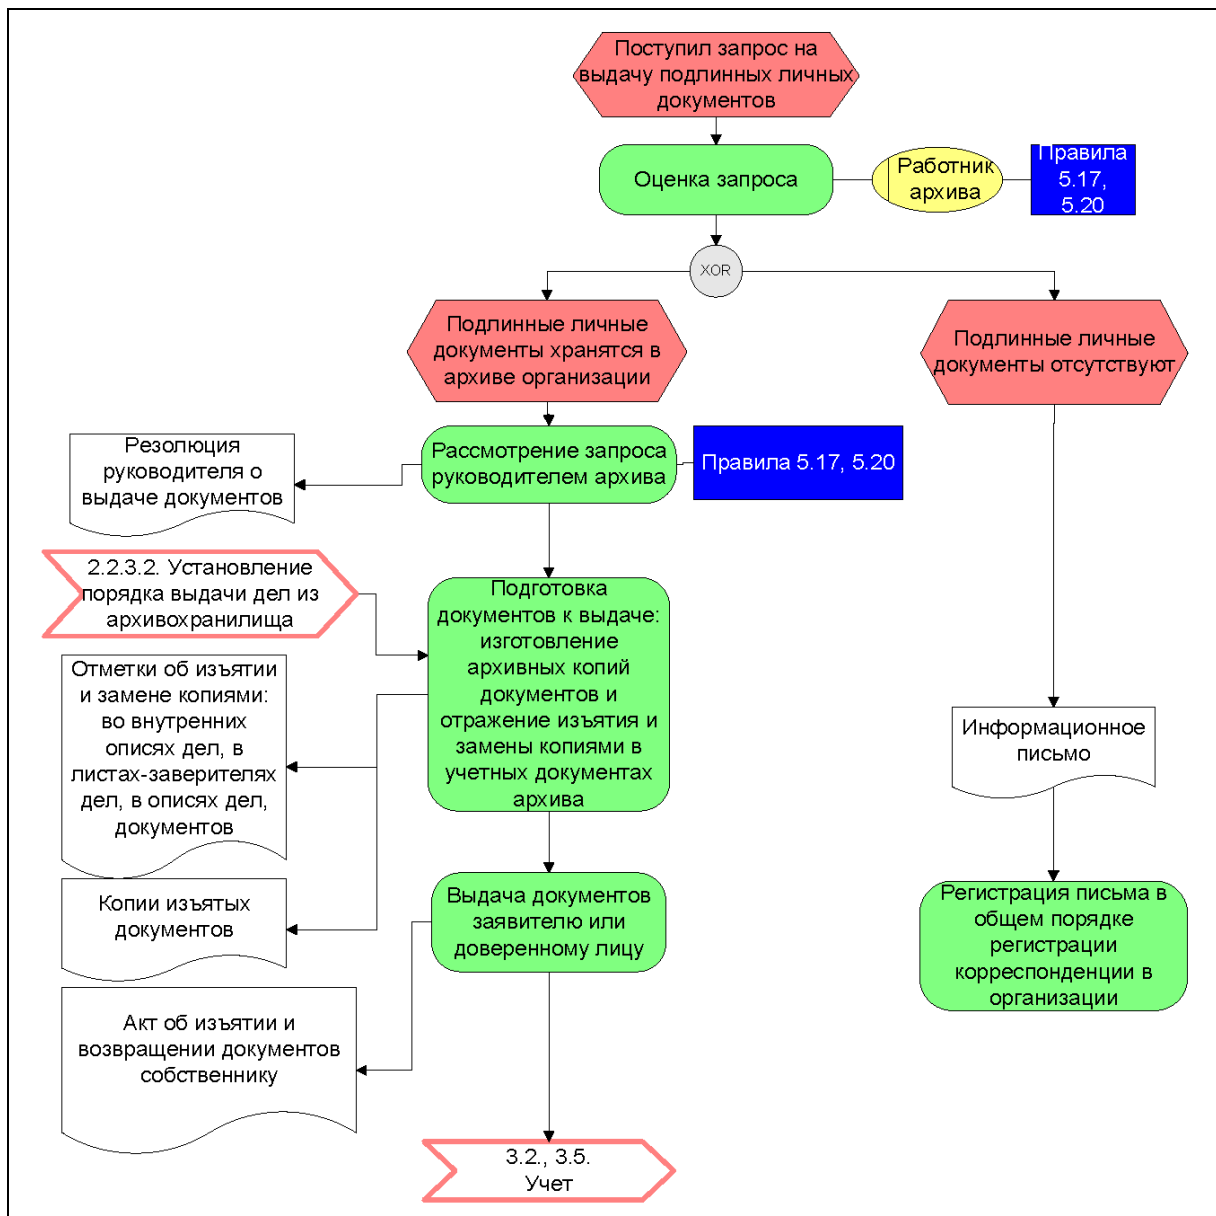 Поступил запрос на
выдачу подлинных личных
документов
Оценка запроса
Работник
архива
Правила
5.17,
5.20
XOR
Подлинные личные
документы хранятся в
архиве организации
Подлинные личные
документы отсутствуют
Рассмотрение запроса
руководителем архива
Правила 5.17, 5.20
Резолюция
руководителя о
выдаче документов
2.2.3.2. Установление
порядка выдачи дел из
архивохранилища
Подготовка
документов к выдаче:
изготовление
архивных копий
документов и
отражение изъятия и
замены копиями в
учетных документах
архива
Отметки об изъятии
и замене копиями:
во внутренних
описях дел, в
листах-заверителях
дел, в описях дел,
документов
Информационное
письмо
Копии изъятых
документов
Выдача документов
заявителю или
доверенному лицу
Регистрация письма в
общем порядке
регистрации
корреспонденции в
организации
Акт об изъятии и
возвращении документов
собственнику
3.2., 3.5.
Учет